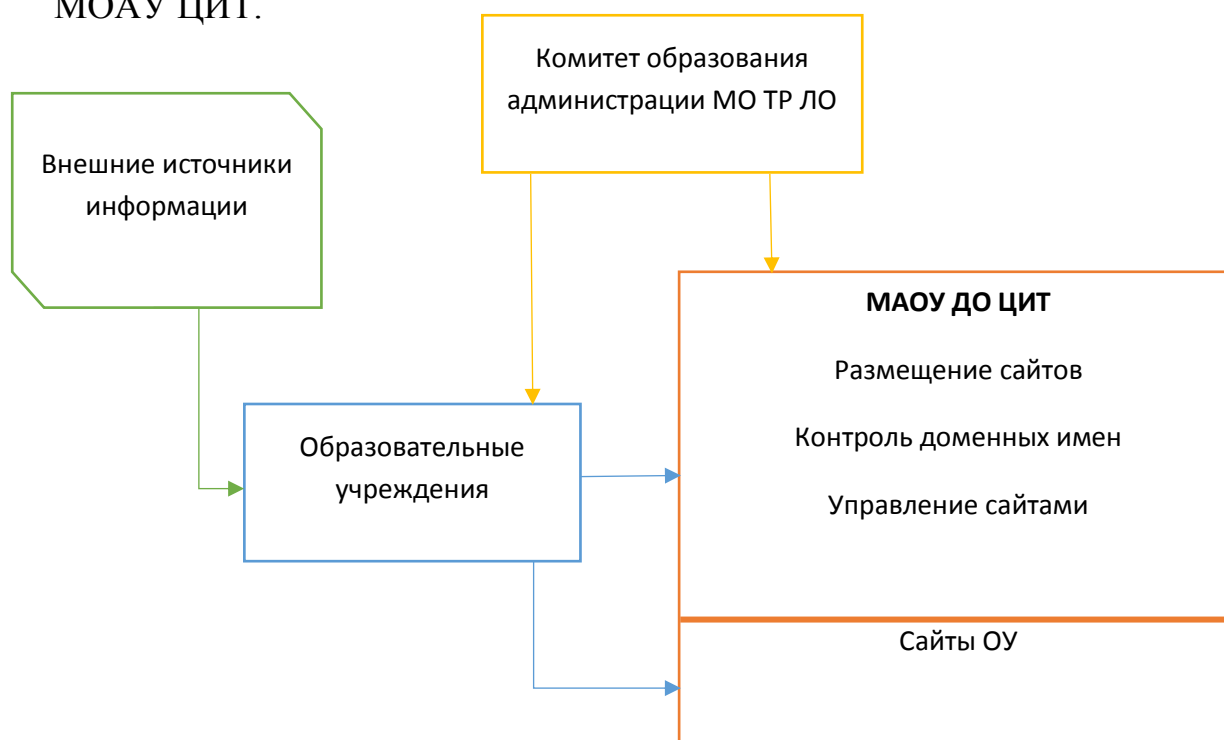 МОАУ ЦИТ.
Комитет образования
администрации МО ТР ЛО
Внешние источники
информации
МАОУ ДО ЦИТ
Размещение сайтов
Контроль доменных имен
Управление сайтами
Образовательные
учреждения
Сайты ОУ